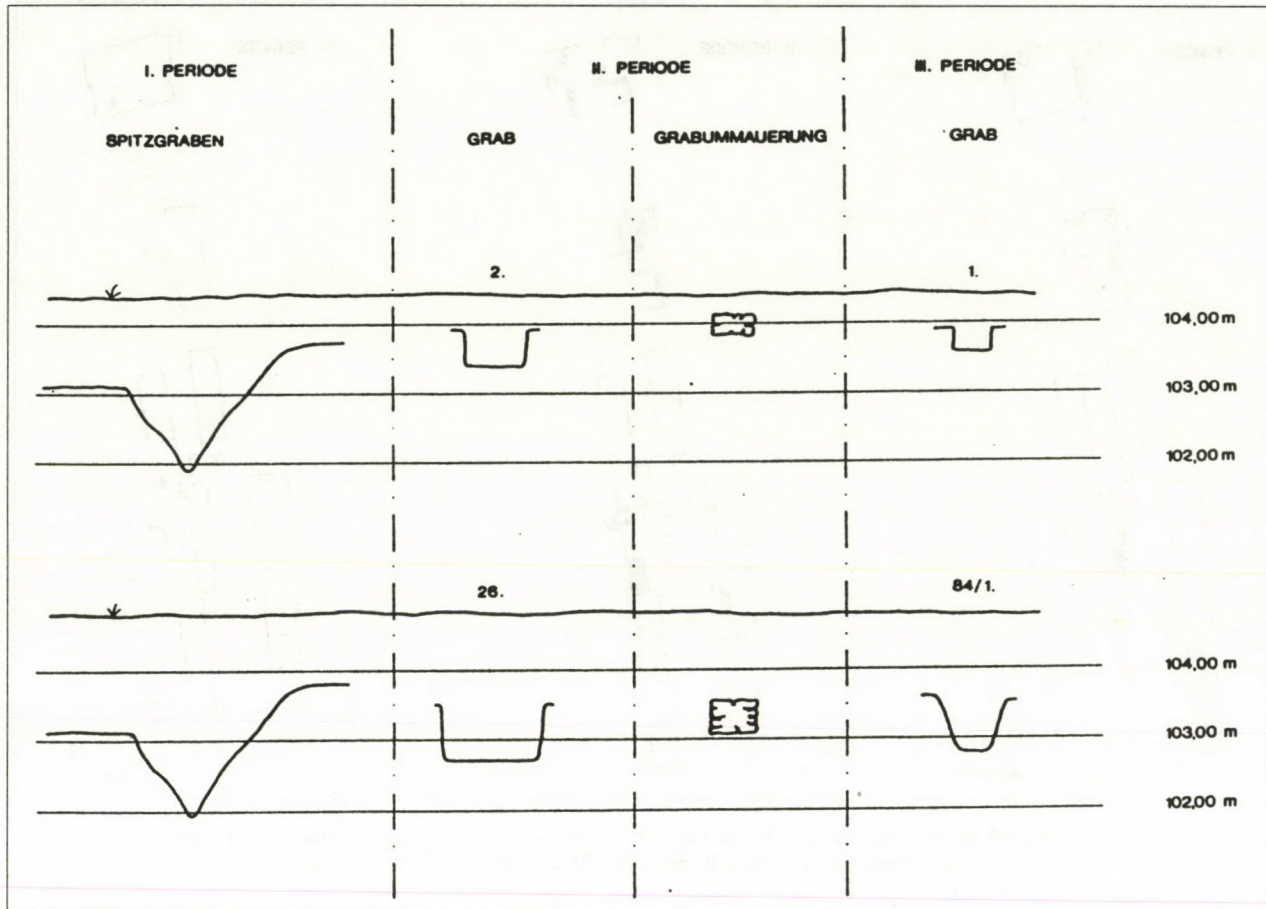 I. PERIODE
II. PERIODE
III. PERIODE
SPITZGRABEN
GRAB
GRABUMMAUERUNG
GRAB
2.
1.
104,00 m
103,00 m
102,00 m
26.
84/1.
104,00 m
103,00 m
102,00 m